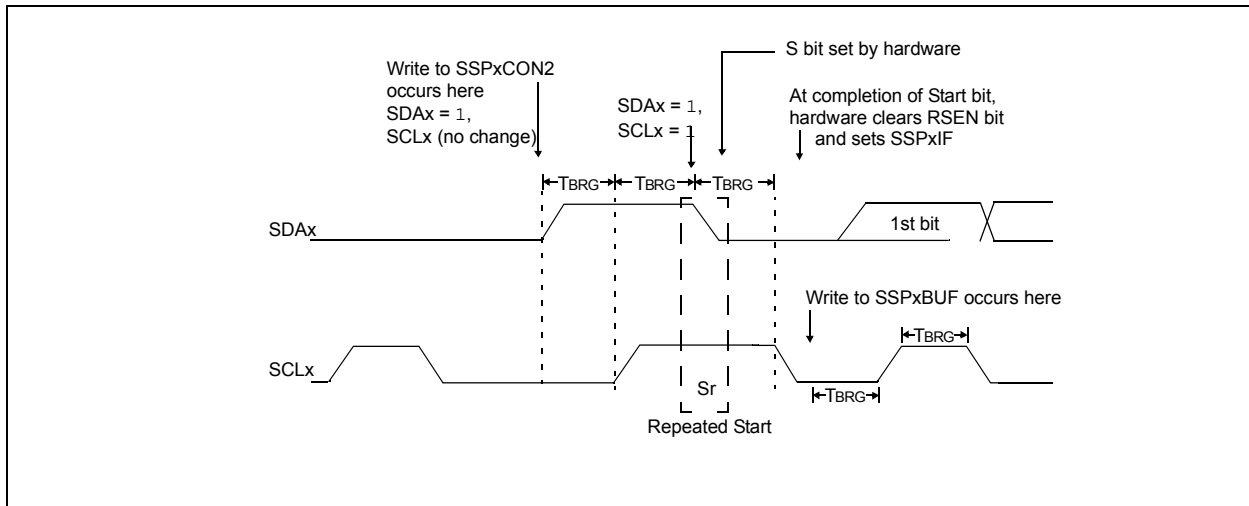 S bit set by hardware
Write to SSPxCON2
occurs here
SDAx = 1,
SCLx (no change)
SDAx = 1,
SCLx = 1
At completion of Start bit,
hardware clears RSEN bit
and sets SSPxIF
TBRG TBRG TBRG
SDAx
1st bit
Write to SSPxBUF occurs here
TBRG
SCLx
Sr
TBRG
Repeated Start